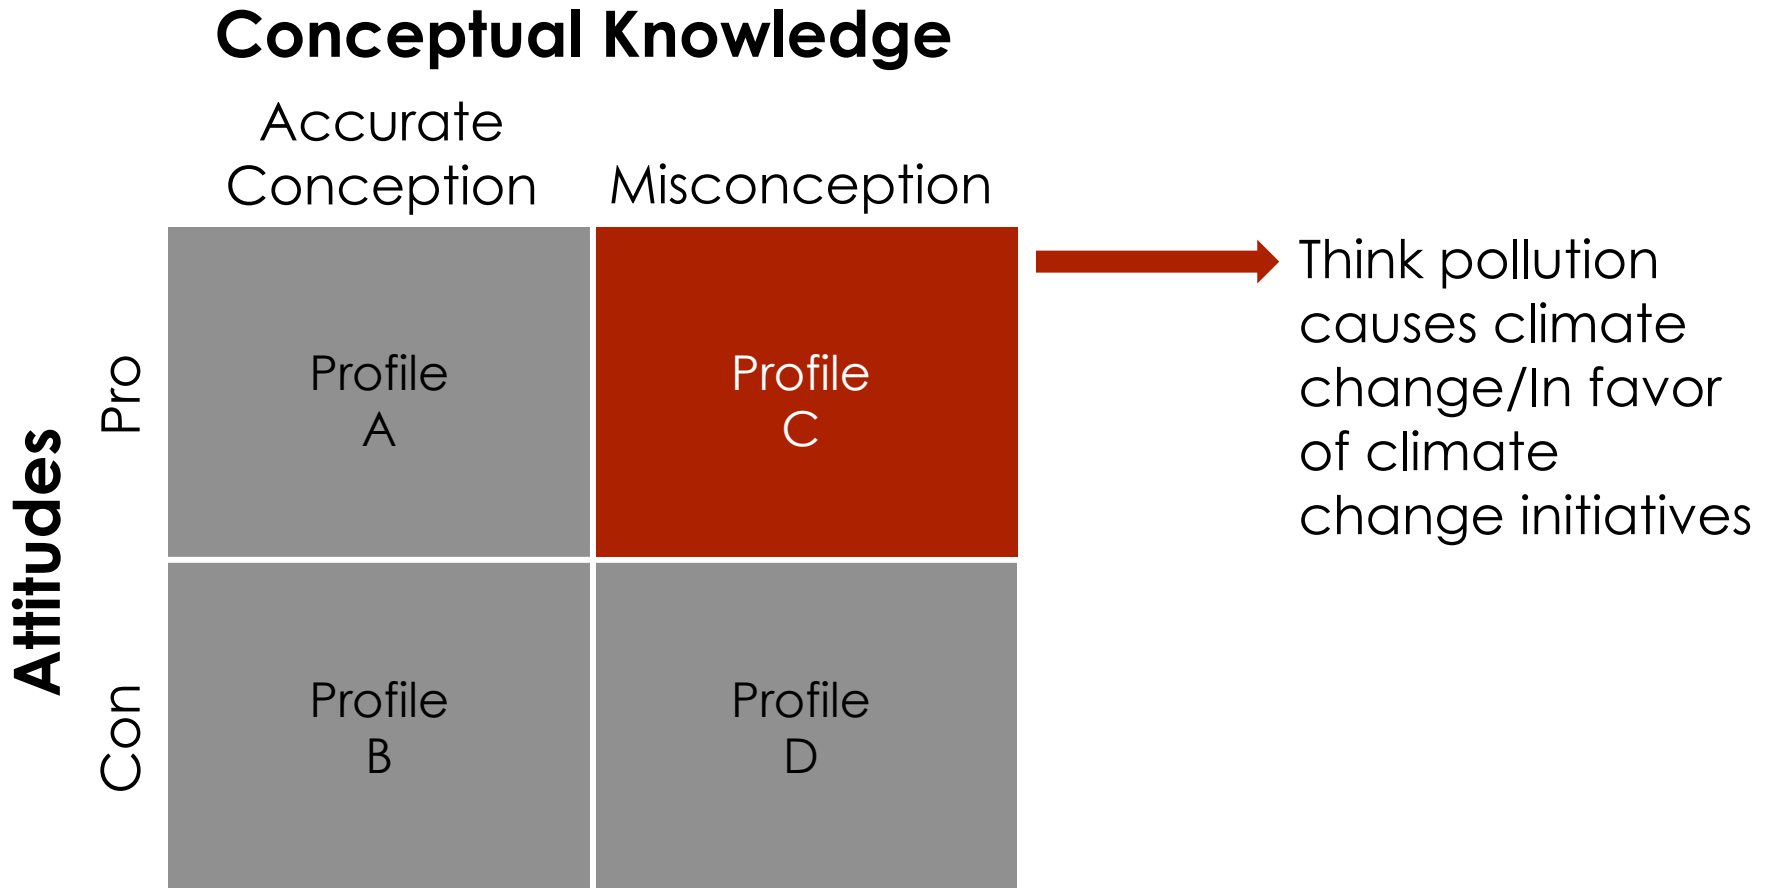 Conceptual Knowledge
Accurate
Conception
Misconception
Attitudes
Pro
Con
Profile
A
Profile
C
Profile
B
Profile
D
Think pollution
causes climate
change/In favor
of climate
change initiatives